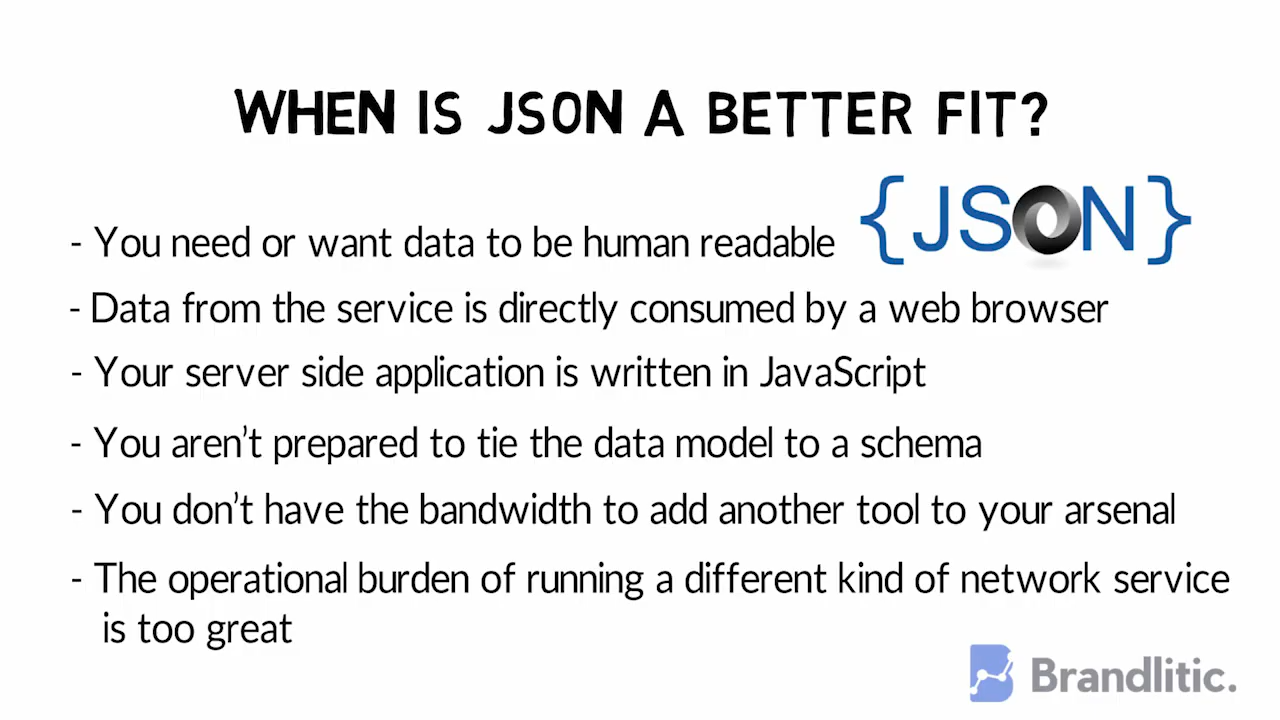 WHEN IS JSON A BETTER FIT?
{JSON}
- You need or want data to be human readable
- Data from the service is directly consumed by a web browser
- Your server side application is written in JavaScript
- You aren’t prepared to tie the data model to a schema
- You don’t have the bandwidth to add another tool to your arsenal
- The operational burden of running a different kind of network service
is too great
Brandlitic.